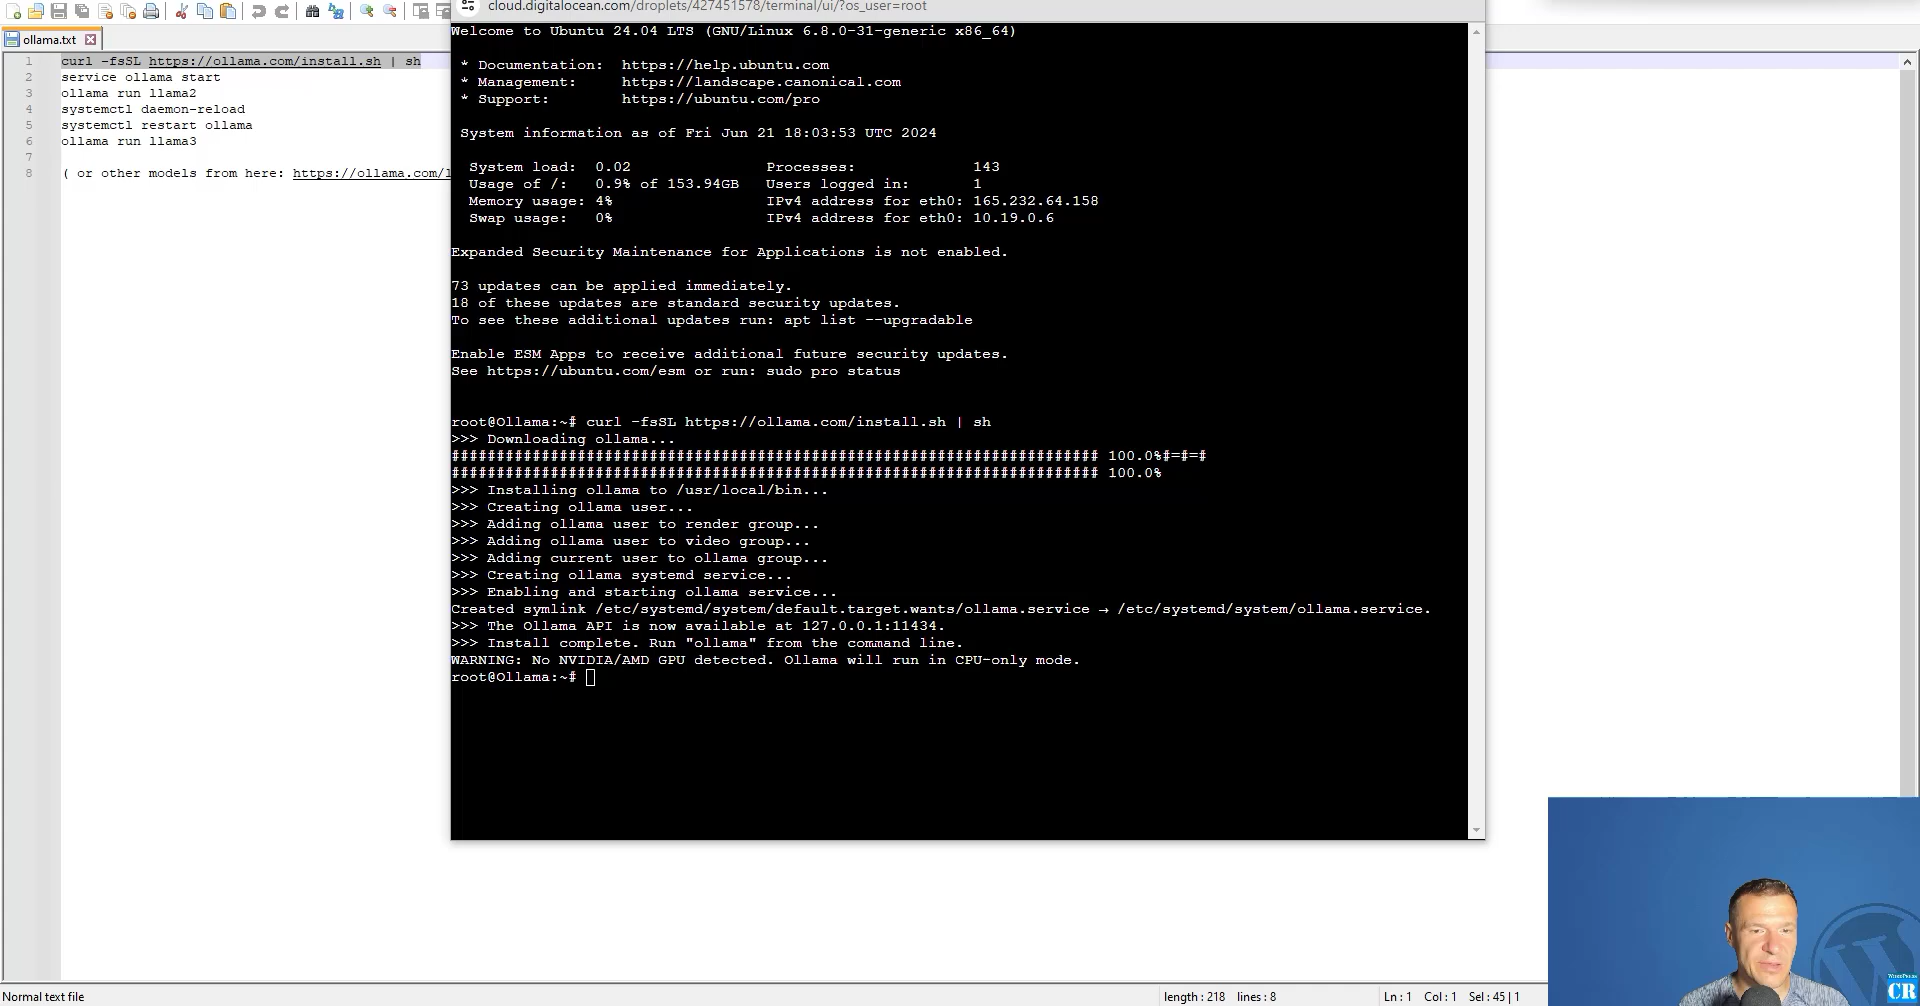 cloud.digitalocean.com/droplets/427451578/terminal/ui/?os_user=root
ollama.txt
1 curl -fsSL https://ollama.com/install.sh | sh
2 service ollama start
3 ollama run llama2
4 systemctl daemon-reload
5 systemctl restart ollama
6 ollama run llama3
7
8 ( or other models from here: https://ollama.com/l
Welcome to Ubuntu 24.04 LTS (GNU/Linux 6.8.0-31-generic x86_64)
* Documentation: https://help.ubuntu.com
* Management: https://landscape.canonical.com
* Support: https://ubuntu.com/pro
System information as of Fri Jun 21 18:03:53 UTC 2024
System load: 0.02 Processes: 143
Usage of /: 0.9% of 153.94GB Users logged in: 1
Memory usage: 4% IPv4 address for eth0: 165.232.64.158
Swap usage: 0% IPv4 address for eth0: 10.19.0.6
Expanded Security Maintenance for Applications is not enabled.
73 updates can be applied immediately.
18 of these updates are standard security updates.
To see these additional updates run: apt list --upgradable
Enable ESM Apps to receive additional future security updates.
See https://ubuntu.com/esm or run: sudo pro status
root@Ollama:~# curl -fsSL https://ollama.com/install.sh | sh
>>> Downloading ollama...
######################################################################## 100.0%#=#=#
######################################################################## 100.0%
>>> Installing ollama to /usr/local/bin...
>>> Creating ollama user...
>>> Adding ollama user to render group...
>>> Adding ollama user to video group...
>>> Adding current user to ollama group...
>>> Creating ollama systemd service...
>>> Enabling and starting ollama service...
Created symlink /etc/systemd/system/default.target.wants/ollama.service → /etc/systemd/system/ollama.service.
>>> The Ollama API is now available at 127.0.0.1:11434.
>>> Install complete. Run "ollama" from the command line.
WARNING: No NVIDIA/AMD GPU detected. Ollama will run in CPU-only mode.
root@Ollama:~#
WORDPRESS
CR
Normal text file length : 218 lines : 8 Ln : 1 Col : 1 Sel : 45 | 1